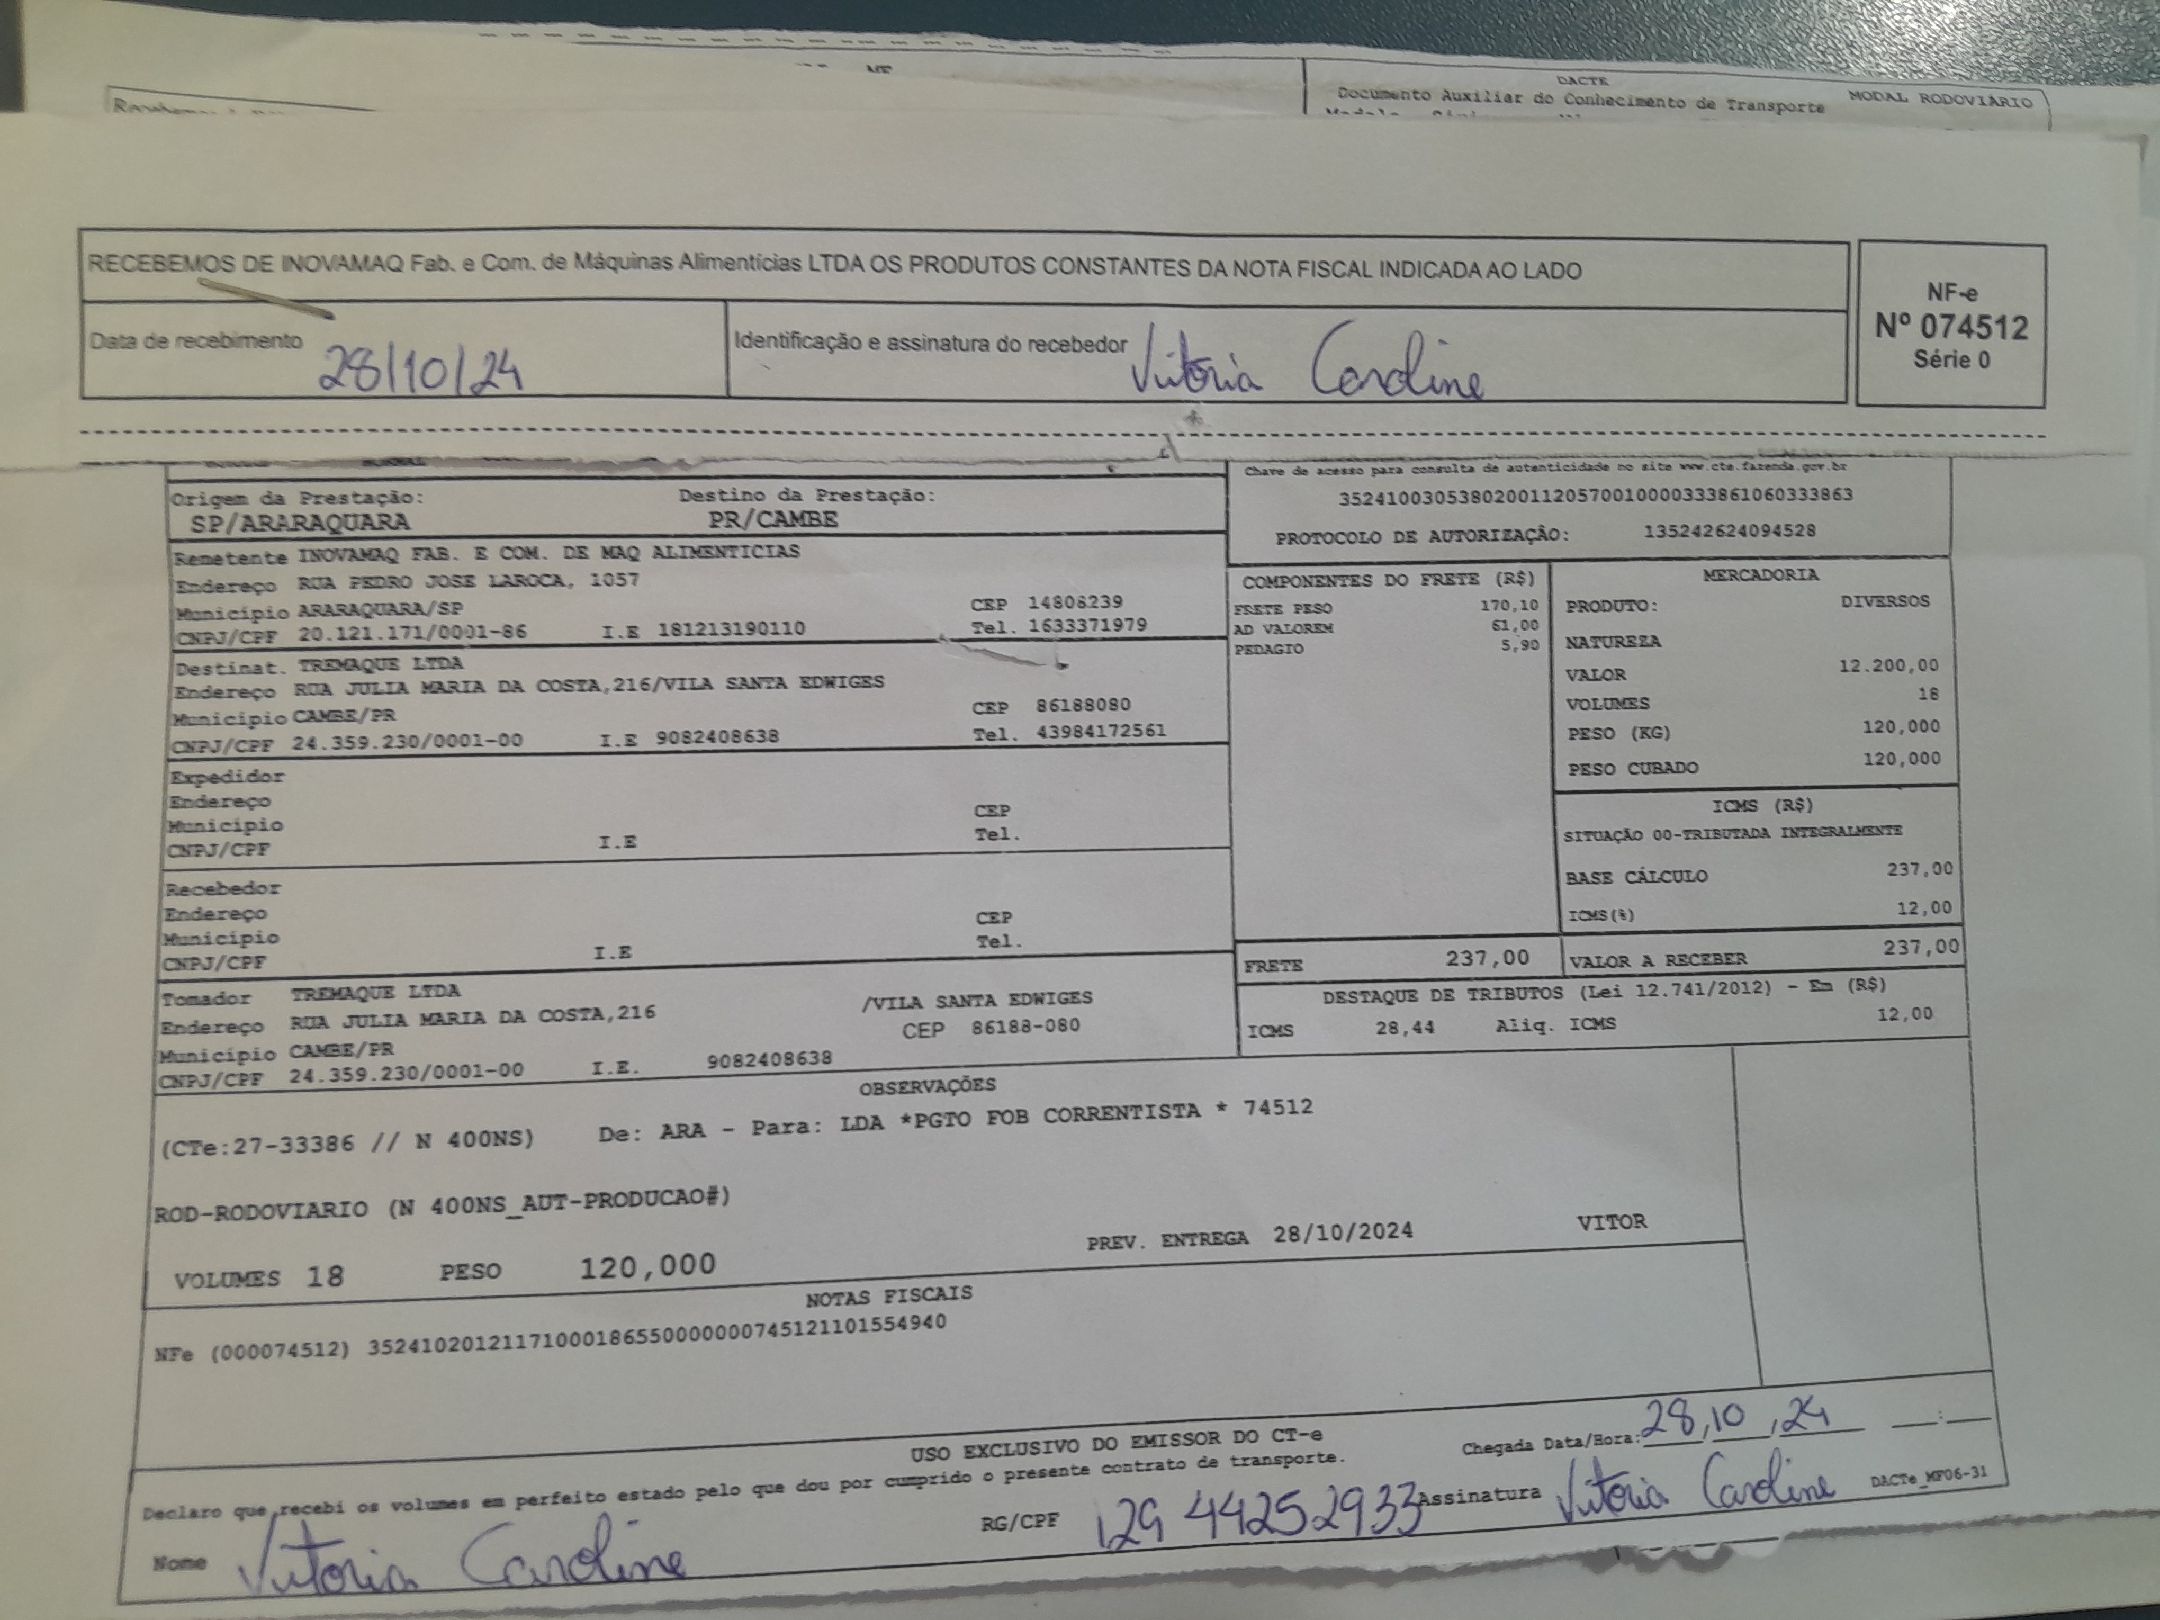 DACTE
Documento Auxiliar do Conhecimento de Transporte
MODAL RODOVIÁRIO
RECEBEMOS DE INOVAMAQ Fab. e Com. de Máquinas Alimentícias LTDA OS PRODUTOS CONSTANTES DA NOTA FISCAL INDICADA AO LADO
NF-e
Nº 074512
Série 0
Data de recebimento 28/10/24
Identificação e assinatura do recebedor Vitória Caroline
Chave de acesso para consulta de autenticidade no site www.cte.fazenda.gov.br
35241003053802001120570010000333861060333863
PROTOCOLO DE AUTORIZAÇÃO: 135242624094528
Origem da Prestação: Destino da Prestação:
SP/ARARAQUARA PR/CAMBE
Remetente INOVAMAQ FAB. E COM. DE MAQ ALIMENTICIAS
Endereço RUA PEDRO JOSE LAROCA, 1057
Município ARARAQUARA/SP CEP 14808239
CNPJ/CPF 20.121.171/0001-86 I.E 181213190110 Tel. 1633371979
Destinat. TREMAQUE LTDA
Endereço RUA JULIA MARIA DA COSTA,216/VILA SANTA EDWIGES
Município CAMBE/PR CEP 86188080
CNPJ/CPF 24.359.230/0001-00 I.E 9082408638 Tel. 43984172561
Expedidor
Endereço
Município CEP
CNPJ/CPF I.E Tel.
Recebedor
Endereço
Município CEP
CNPJ/CPF I.E Tel.
Tomador TREMAQUE LTDA
Endereço RUA JULIA MARIA DA COSTA,216 /VILA SANTA EDWIGES
Município CAMBE/PR CEP 86188-080
CNPJ/CPF 24.359.230/0001-00 I.E. 9082408638
COMPONENTES DO FRETE (R$)
FRETE PESO 170,10
AD VALOREM 61,00
PEDAGIO 5,90
FRETE 237,00
MERCADORIA
PRODUTO: DIVERSOS
NATUREZA
VALOR 12.200,00
VOLUMES 18
PESO (KG) 120,000
PESO CUBADO 120,000
ICMS (R$)
SITUAÇÃO 00-TRIBUTADA INTEGRALMENTE
BASE CÁLCULO 237,00
ICMS(%) 12,00
VALOR A RECEBER 237,00
DESTAQUE DE TRIBUTOS (Lei 12.741/2012) - Em (R$)
ICMS 28,44 Aliq. ICMS 12,00
OBSERVAÇÕES
(CTe:27-33386 // N 400NS) De: ARA - Para: LDA *PGTO FOB CORRENTISTA * 74512
ROD-RODOVIARIO (N 400NS_AUT-PRODUCAO#)
PREV. ENTREGA 28/10/2024 VITOR
VOLUMES 18 PESO 120,000
NOTAS FISCAIS
NFe (000074512) 35241020121171000186550000000745121101554940
USO EXCLUSIVO DO EMISSOR DO CT-e
Declaro que recebi os volumes em perfeito estado pelo que dou por cumprido o presente contrato de transporte.
Chegada Data/Hora: 28,10,24 __:__
Nome Vitória Caroline RG/CPF 129 44252933 Assinatura Vitória Caroline DACTe_MF06-31